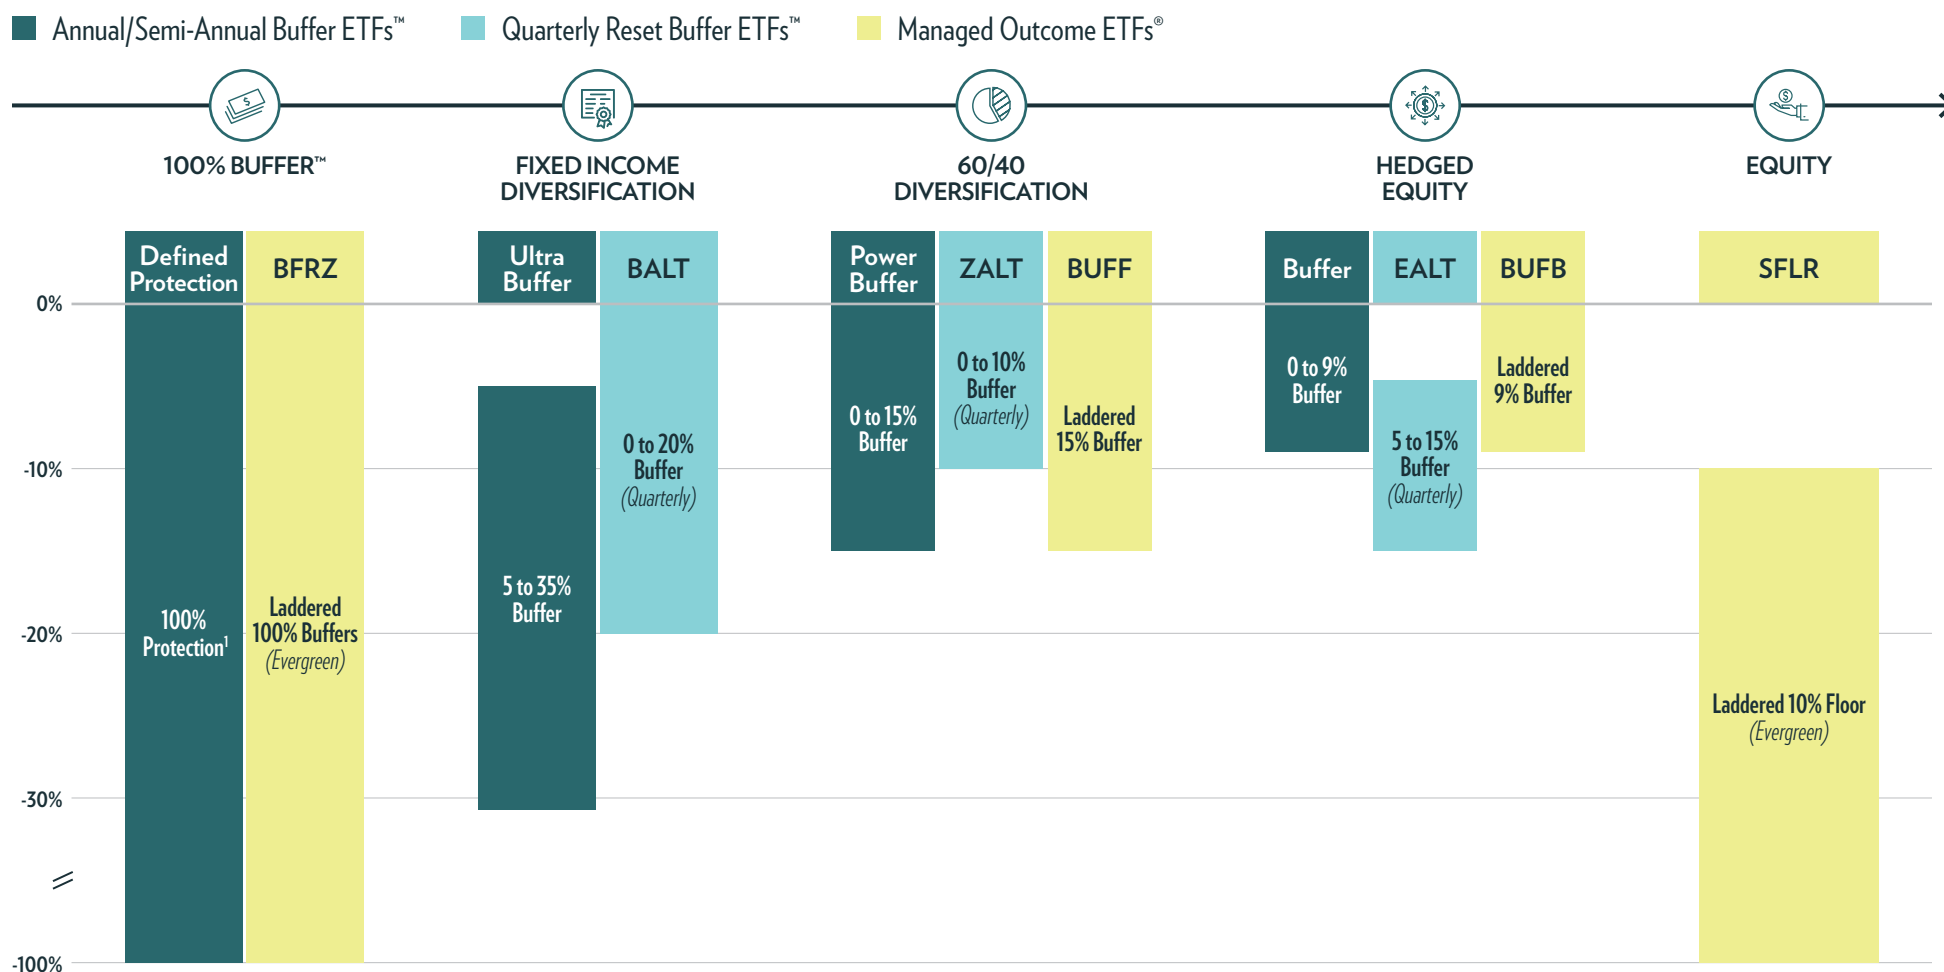 Annual/Semi-Annual Buffer ETFs™
Quarterly Reset Buffer ETFs™
Managed Outcome ETFs®
100% BUFFER™
FIXED INCOME
DIVERSIFICATION
60/40
DIVERSIFICATION
HEDGED
EQUITY
EQUITY
Defined
Protection
BFRZ
Ultra
Buffer
BALT
Power
Buffer
ZALT
BUFF
Buffer
EALT
BUFB
SFLR
0%
-10%
-20%
-30%
-100%
100%
Protection¹
Laddered
100% Buffers
(Evergreen)
5 to 35%
Buffer
0 to 20%
Buffer
(Quarterly)
0 to 15%
Buffer
0 to 10%
Buffer
(Quarterly)
Laddered
15% Buffer
0 to 9%
Buffer
5 to 15%
Buffer
(Quarterly)
Laddered
9% Buffer
Laddered 10% Floor
(Evergreen)